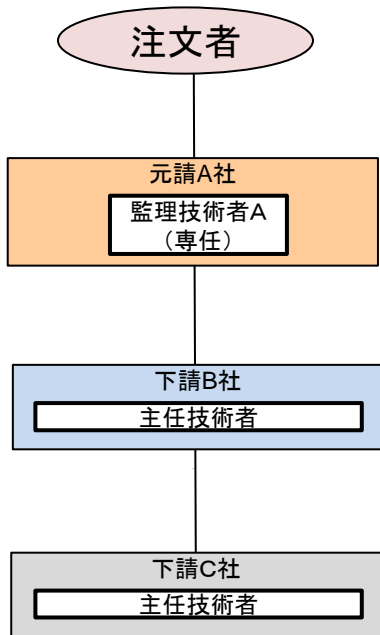 注文者
元請A社
監理技術者A
（専任）
下請B社
主任技術者
下請C社
主任技術者